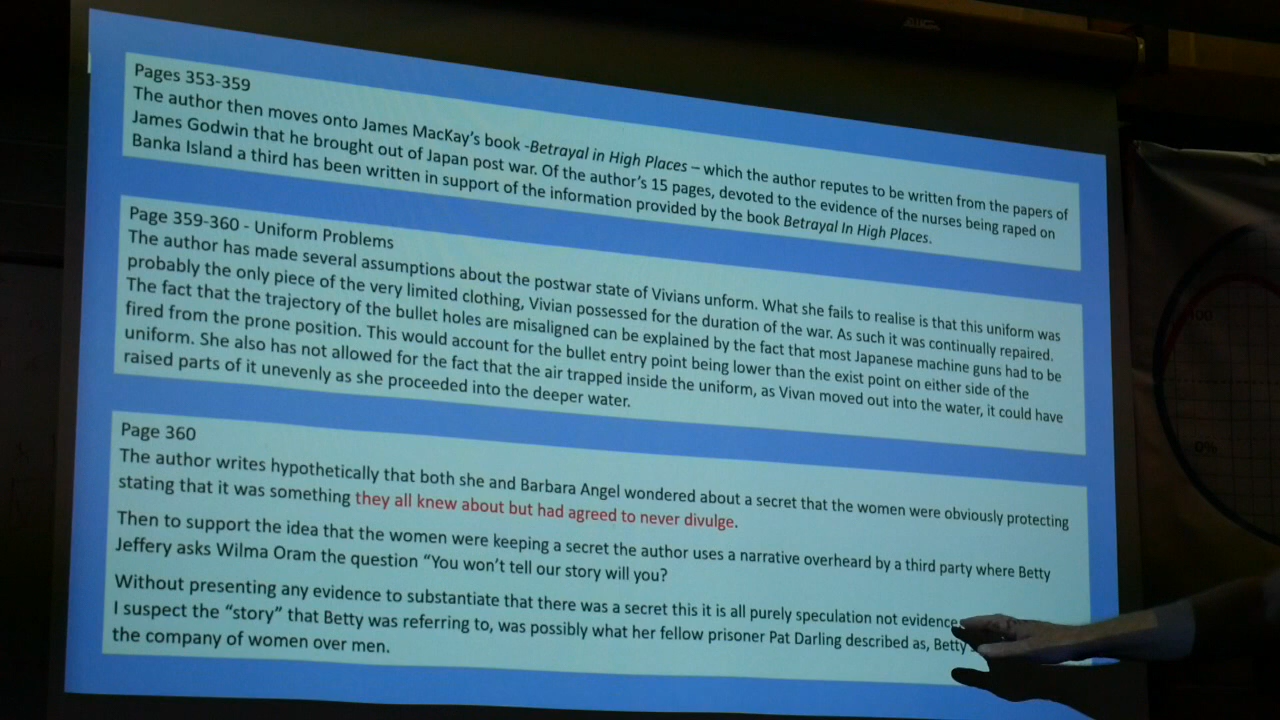 Pages 353-359
The author then moves onto James MacKay's book -Betrayal in High Places – which the author reputes to be written from the papers of
James Godwin that he brought out of Japan post war. Of the author's 15 pages, devoted to the evidence of the nurses being raped on
Banka Island a third has been written in support of the information provided by the book Betrayal In High Places.
Page 359-360 - Uniform Problems
The author has made several assumptions about the postwar state of Vivians unform. What she fails to realise is that this uniform was
probably the only piece of the very limited clothing, Vivian possessed for the duration of the war. As such it was continually repaired.
The fact that the trajectory of the bullet holes are misaligned can be explained by the fact that most Japanese machine guns had to be
fired from the prone position. This would account for the bullet entry point being lower than the exist point on either side of the
uniform. She also has not allowed for the fact that the air trapped inside the uniform, as Vivan moved out into the water, it could have
raised parts of it unevenly as she proceeded into the deeper water.
Page 360
The author writes hypothetically that both she and Barbara Angel wondered about a secret that the women were obviously protecting
stating that it was something they all knew about but had agreed to never divulge.
Then to support the idea that the women were keeping a secret the author uses a narrative overheard by a third party where Betty
Jeffery asks Wilma Oram the question "You won't tell our story will you?
Without presenting any evidence to substantiate that there was a secret this it is all purely speculation not evidence
I suspect the "story" that Betty was referring to, was possibly what her fellow prisoner Pat Darling described as, Betty
the company of women over men.
0%